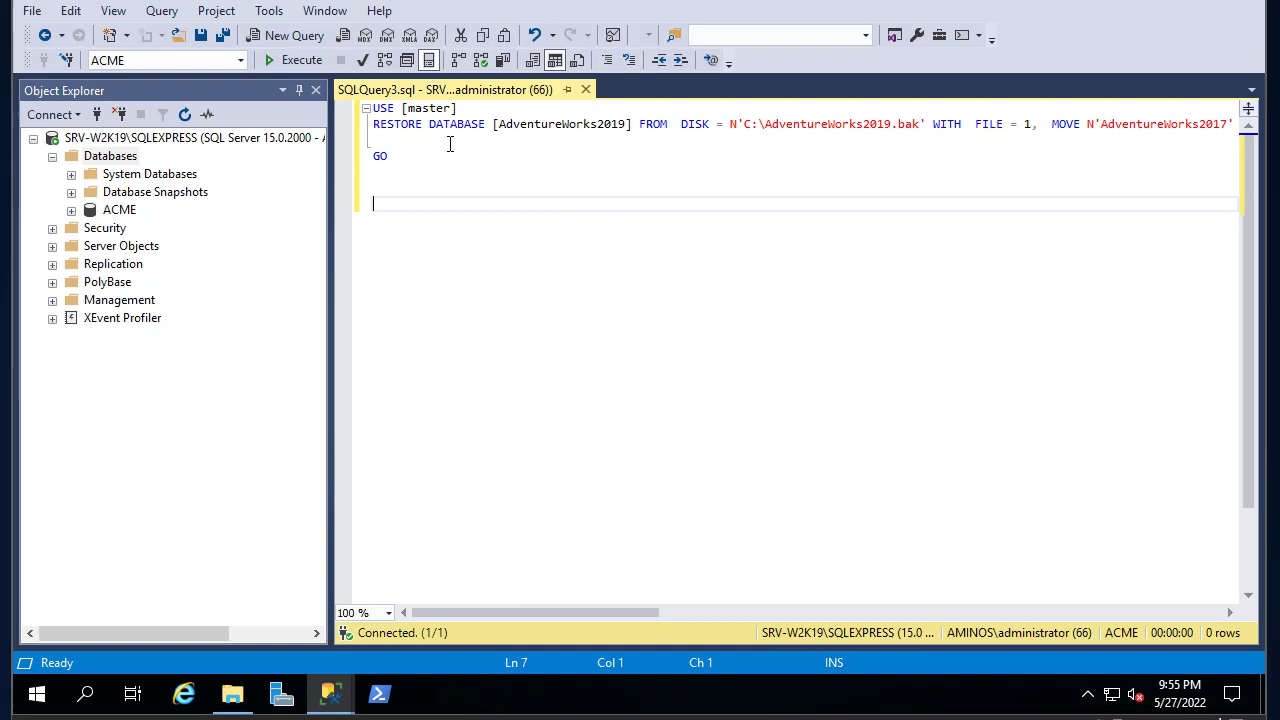 File Edit View Query Project Tools Window Help
New Query MDX DMX XMLA DAX
ACME Execute
Object Explorer
Connect
SRV-W2K19\SQLEXPRESS (SQL Server 15.0.2000 - A
Databases
System Databases
Database Snapshots
ACME
Security
Server Objects
Replication
PolyBase
Management
XEvent Profiler
SQLQuery3.sql - SRV...administrator (66))
USE [master]
RESTORE DATABASE [AdventureWorks2019] FROM DISK = N'C:\AdventureWorks2019.bak' WITH FILE = 1, MOVE N'AdventureWorks2017'
GO
100 %
Connected. (1/1) SRV-W2K19\SQLEXPRESS (15.0 ... AMINOS\administrator (66) ACME 00:00:00 0 rows
Ready Ln 7 Col 1 Ch 1 INS
9:55 PM
5/27/2022